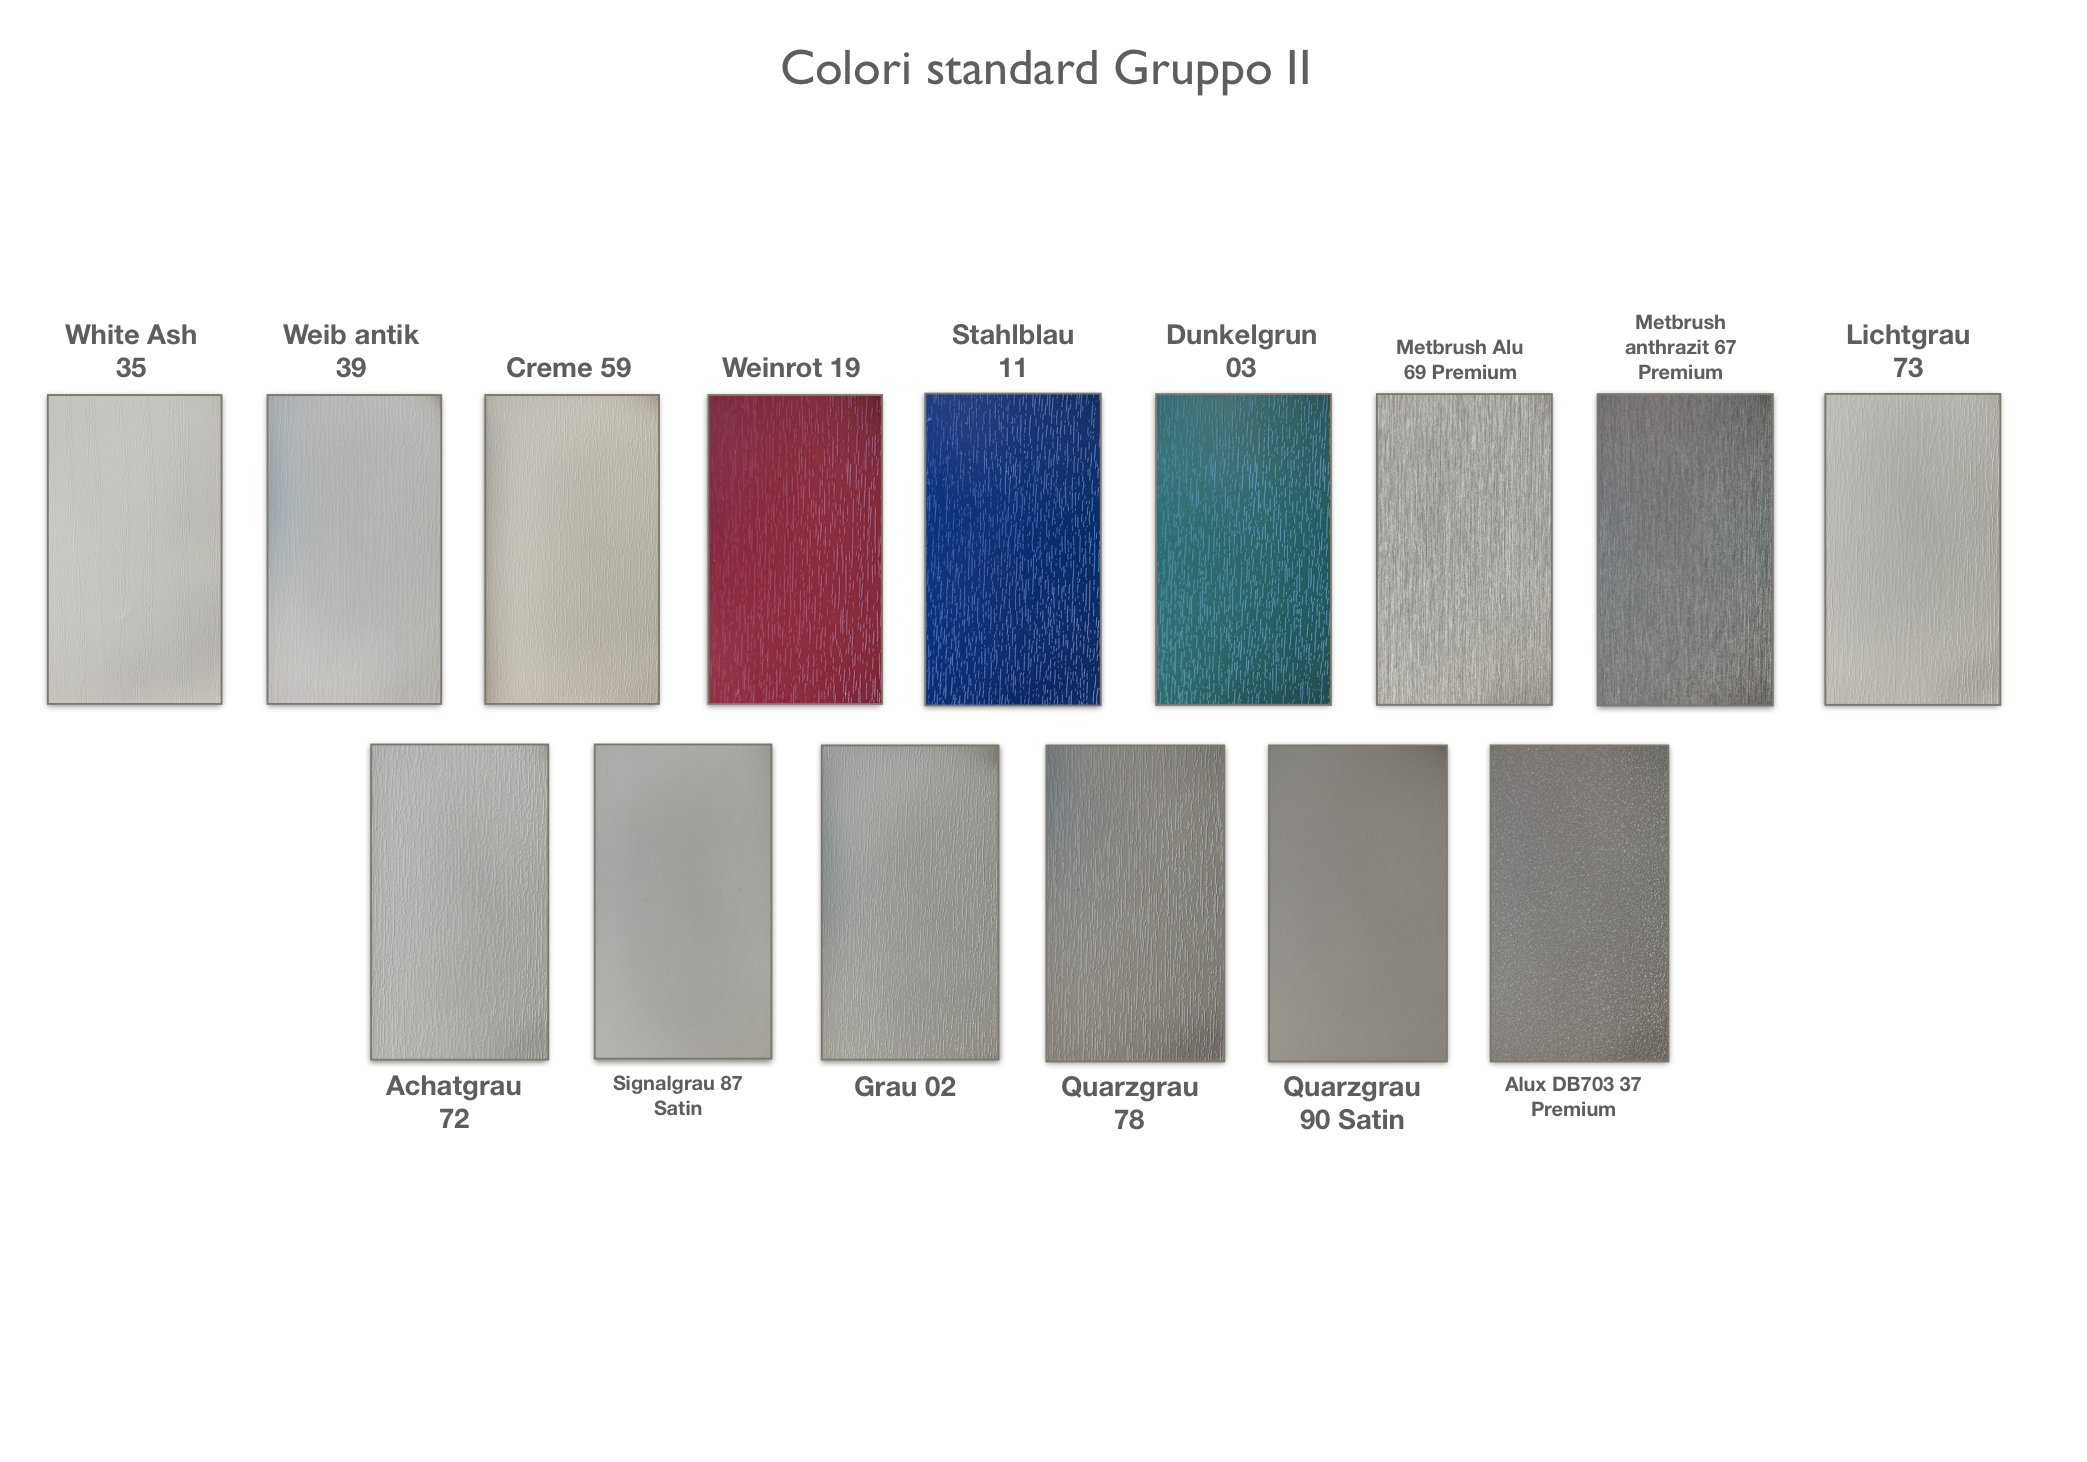 Colori standard Gruppo II
White Ash
35
Weib antik
39
Creme 59
Weinrot 19
Stahlblau
11
Dunkelgrun
03
Metbrush Alu
69 Premium
Metbrush
anthrazit 67
Premium
Lichtgrau
73
Achatgrau
72
Signalgrau 87
Satin
Grau 02
Quarzgrau
78
Quarzgrau
90 Satin
Alux DB703 37
Premium